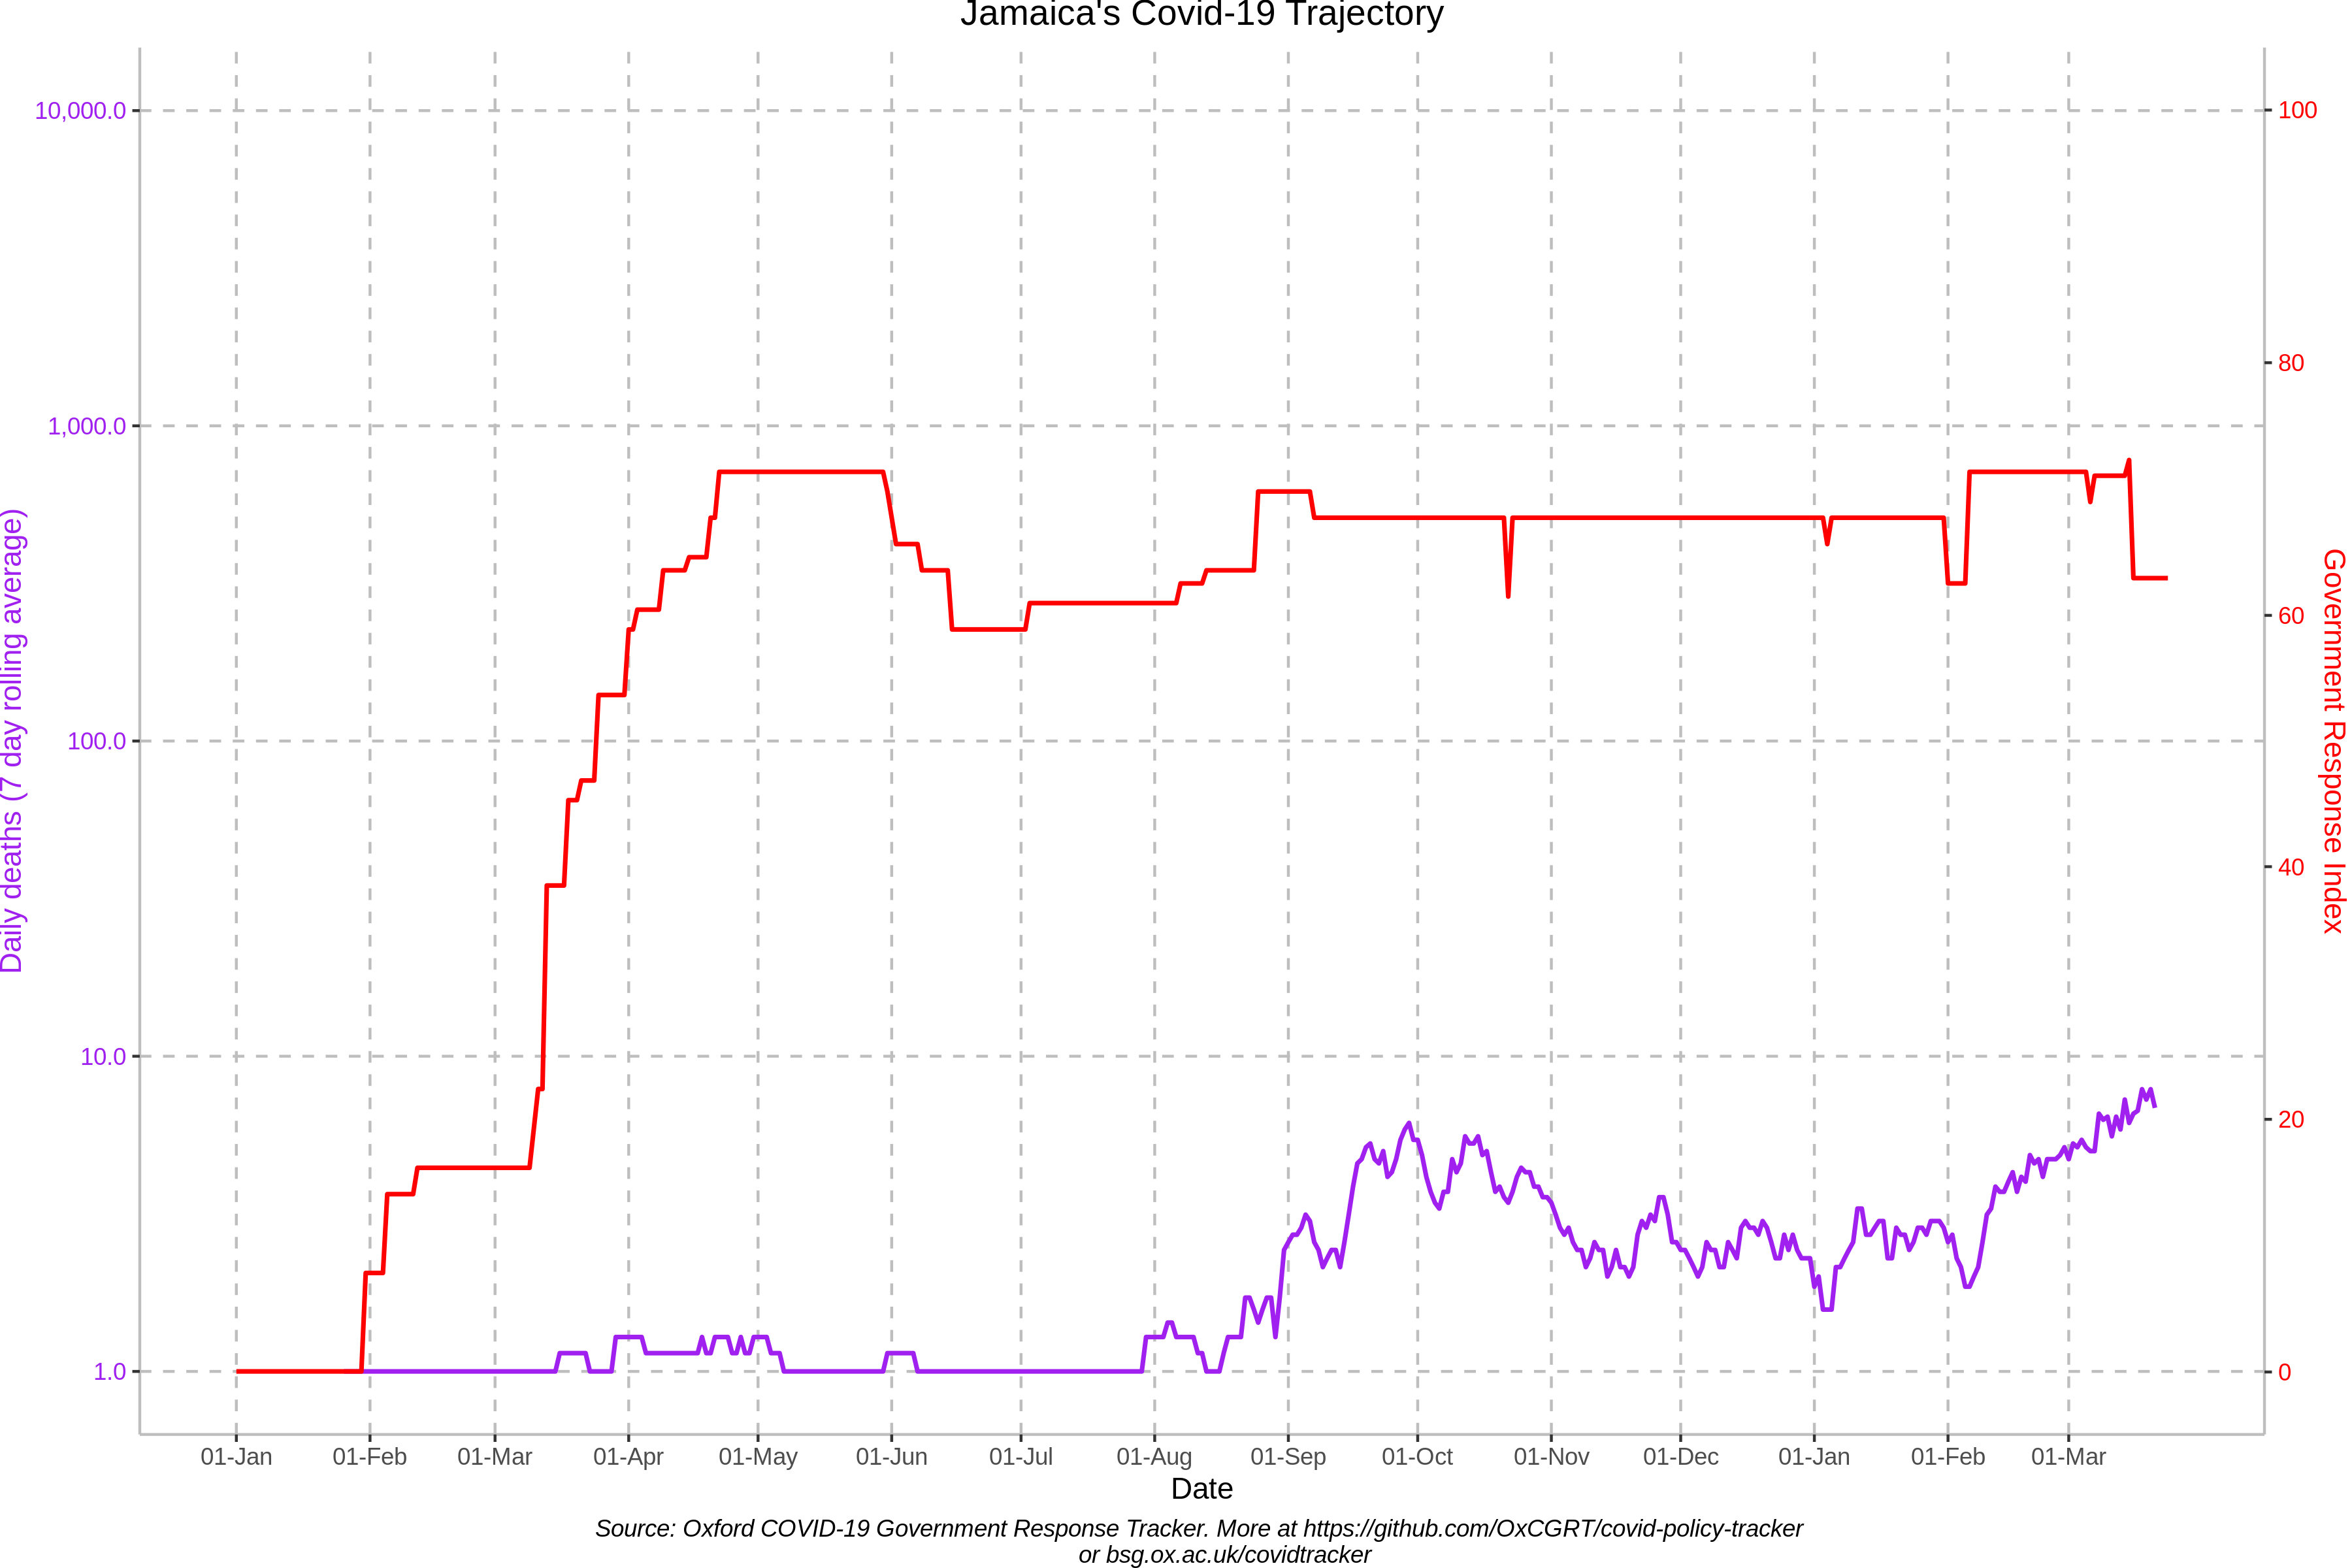 Jamaica's Covid-19 Trajectory
10,000.0
1,000.0
100.0
10.0
1.0
Daily deaths (7 day rolling average)
100
80
60
40
20
0
Government Response Index
01-Jan 01-Feb 01-Mar 01-Apr 01-May 01-Jun 01-Jul 01-Aug 01-Sep 01-Oct 01-Nov 01-Dec 01-Jan 01-Feb 01-Mar
Date
Source: Oxford COVID-19 Government Response Tracker. More at https://github.com/OxCGRT/covid-policy-tracker
or bsg.ox.ac.uk/covidtracker